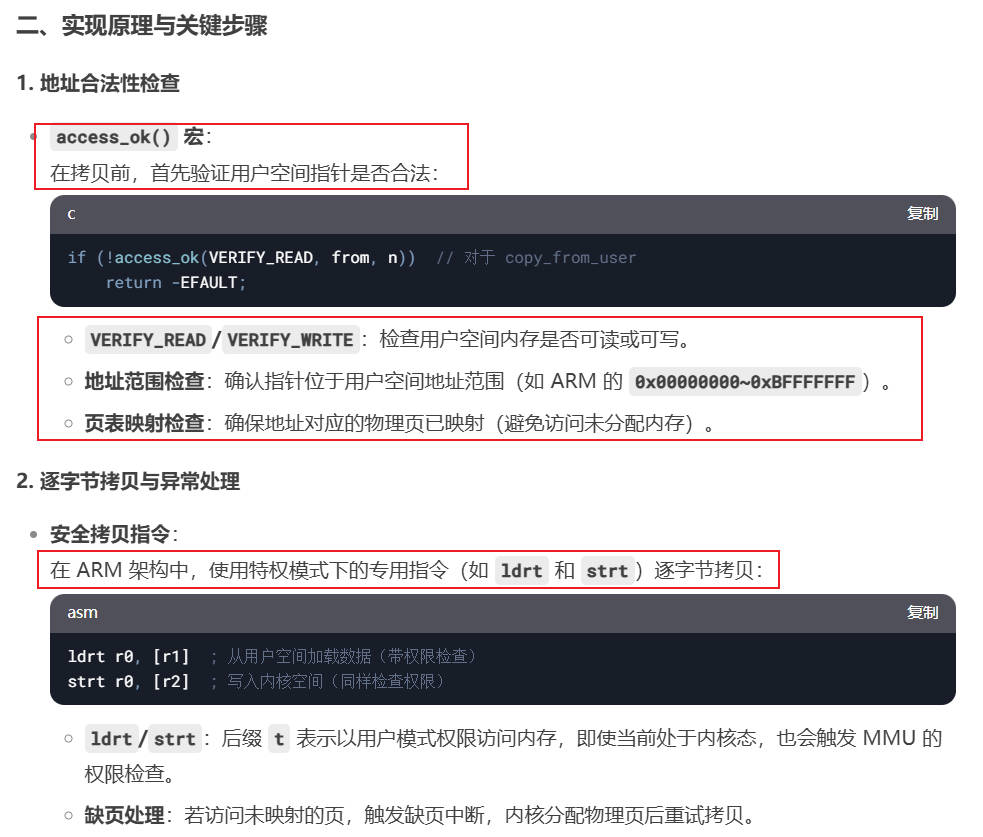 二、实现原理与关键步骤
1. 地址合法性检查
access_ok() 宏：
在拷贝前，首先验证用户空间指针是否合法：
c 复制
if (!access_ok(VERIFY_READ, from, n))  // 对于 copy_from_user
    return -EFAULT;
VERIFY_READ/VERIFY_WRITE：检查用户空间内存是否可读或可写。
地址范围检查：确认指针位于用户空间地址范围（如 ARM 的 0x00000000~0xBFFFFFFF）。
页表映射检查：确保地址对应的物理页已映射（避免访问未分配内存）。
2. 逐字节拷贝与异常处理
安全拷贝指令：
在 ARM 架构中，使用特权模式下的专用指令（如 ldrt 和 strt）逐字节拷贝：
asm 复制
ldrt r0, [r1]  ; 从用户空间加载数据（带权限检查）
strt r0, [r2]  ; 写入内核空间（同样检查权限）
ldrt/strt：后缀 t 表示以用户模式权限访问内存，即使当前处于内核态，也会触发 MMU 的
权限检查。
缺页处理：若访问未映射的页，触发缺页中断，内核分配物理页后重试拷贝。